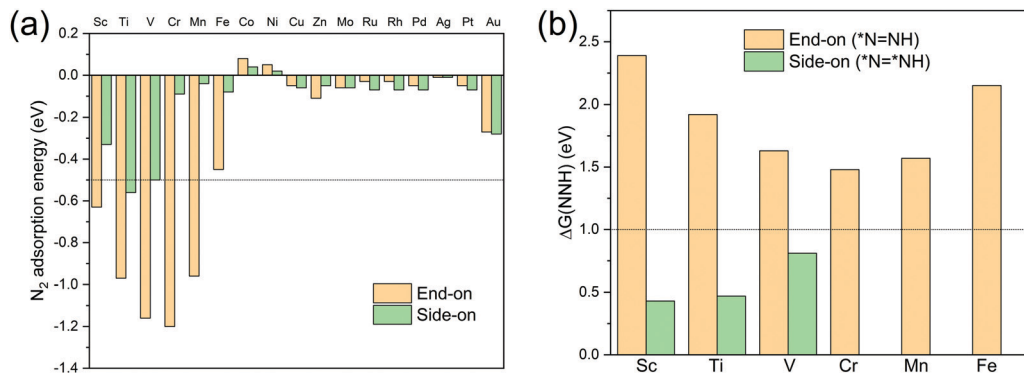 (a)
Sc Ti V Cr Mn Fe Co Ni Cu Zn Mo Ru Rh Pd Ag Pt Au
0.2
0.0
-0.2
-0.4
-0.6
-0.8
-1.0
-1.2
-1.4
N₂ adsorption energy (eV)
End-on
Side-on
(b)
End-on (*N=NH)
Side-on (*N=*NH)
2.5
2.0
1.5
1.0
0.5
0.0
ΔG(NNH) (eV)
Sc Ti V Cr Mn Fe